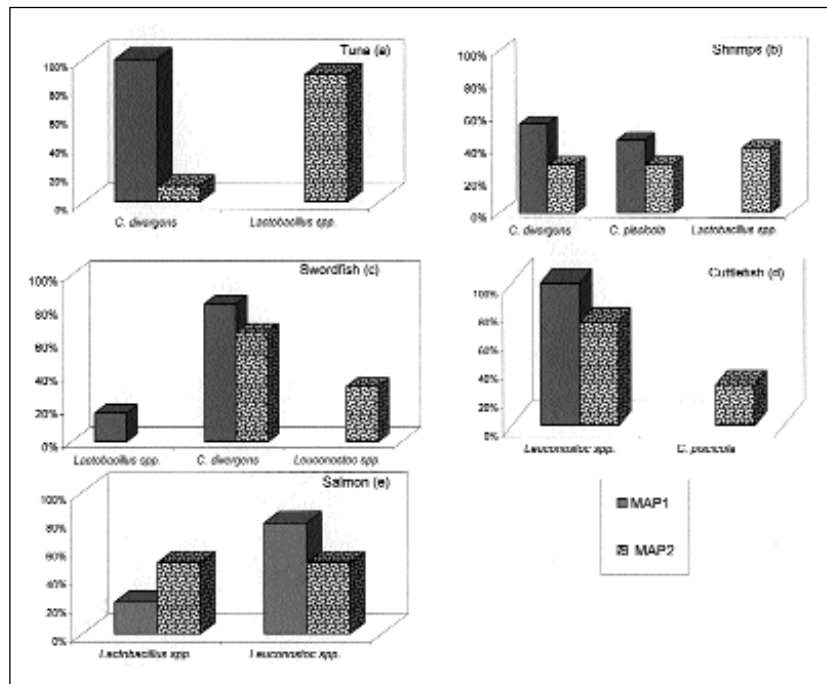 Tuna (a)
100%
80%
60%
40%
20%
0%
C. divergens
Lactobacillus spp.
Shrimps (b)
100%
80%
60%
40%
20%
0%
C. divergens
C. piscicola
Lactobacillus spp.
Swordfish (c)
100%
80%
60%
40%
20%
0%
Lactobacillus spp.
C. divergens
Leuconostoc spp.
Cuttlefish (d)
100%
80%
60%
40%
20%
0%
Leuconostoc spp.
Salmon (e)
100%
80%
60%
40%
20%
0%
Lactobacillus spp.
Leuconostoc spp.
MAP1
MAP2